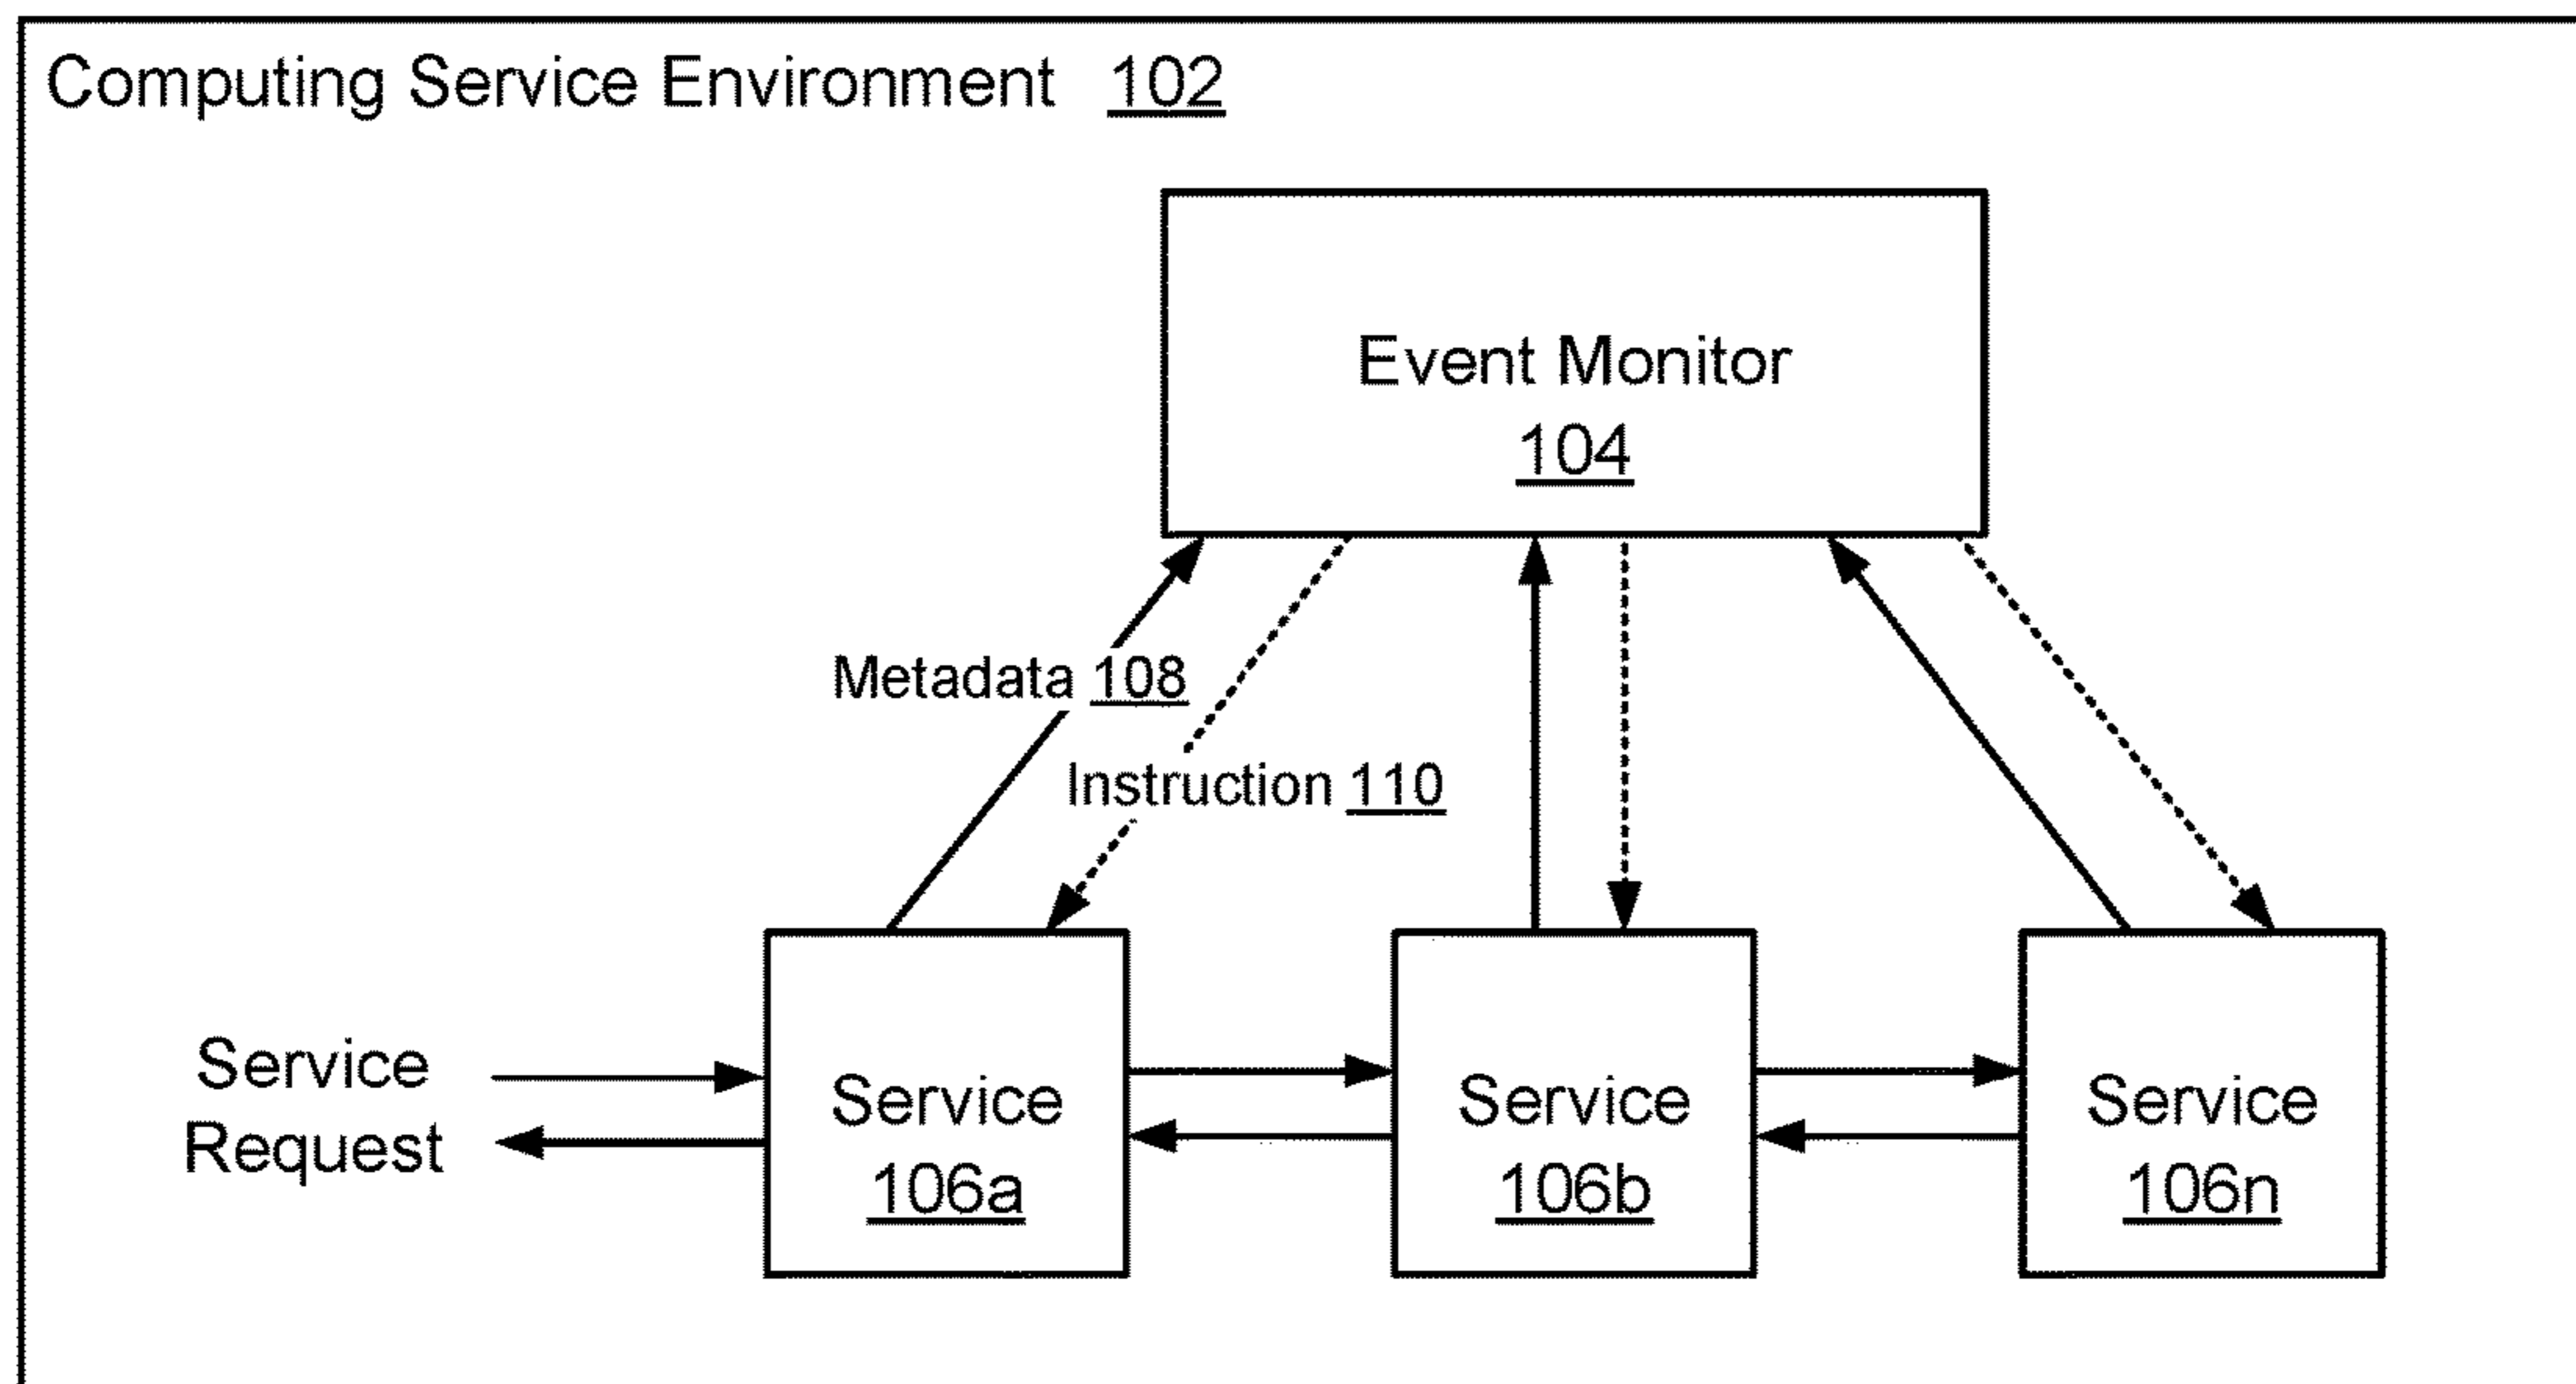 Computing Service Environment 102
Event Monitor
104
Metadata 108
Instruction 110
Service
Request
Service
106a
Service
106b
Service
106n